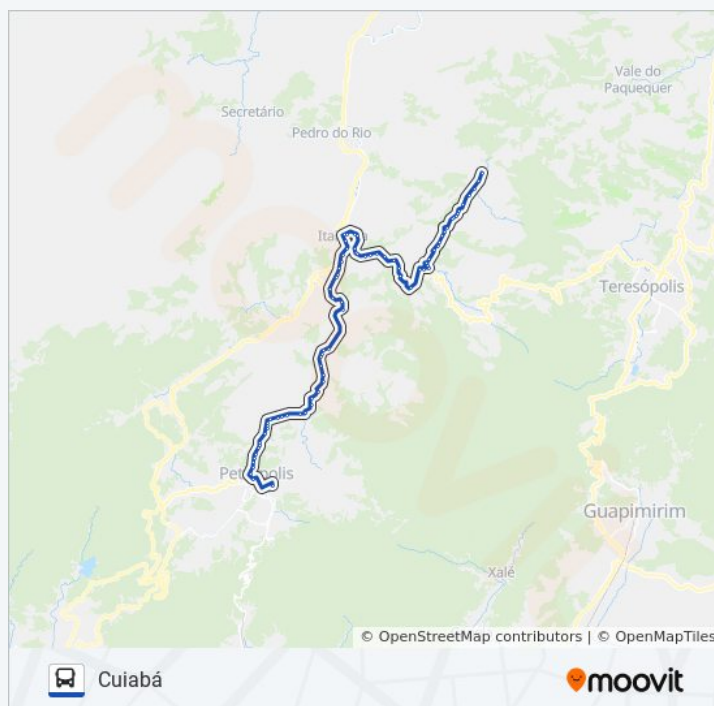 Vale do
Paquequer
Secretário
Pedro do Rio
Teresópolis
Guapimirim
Xalé
© OpenStreetMap contributors | © OpenMapTiles
Cuiabá
moovit